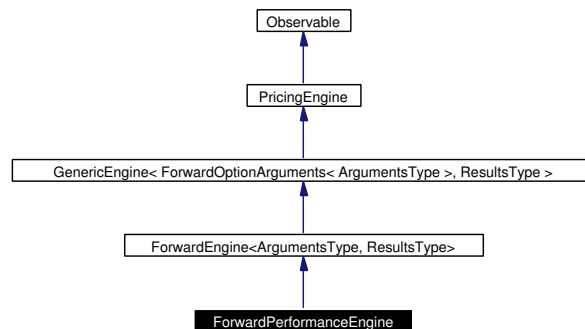 Observable
PricingEngine
GenericEngine< ForwardOptionArguments< ArgumentsType >, ResultsType >
ForwardEngine<ArgumentsType, ResultsType>
ForwardPerformanceEngine